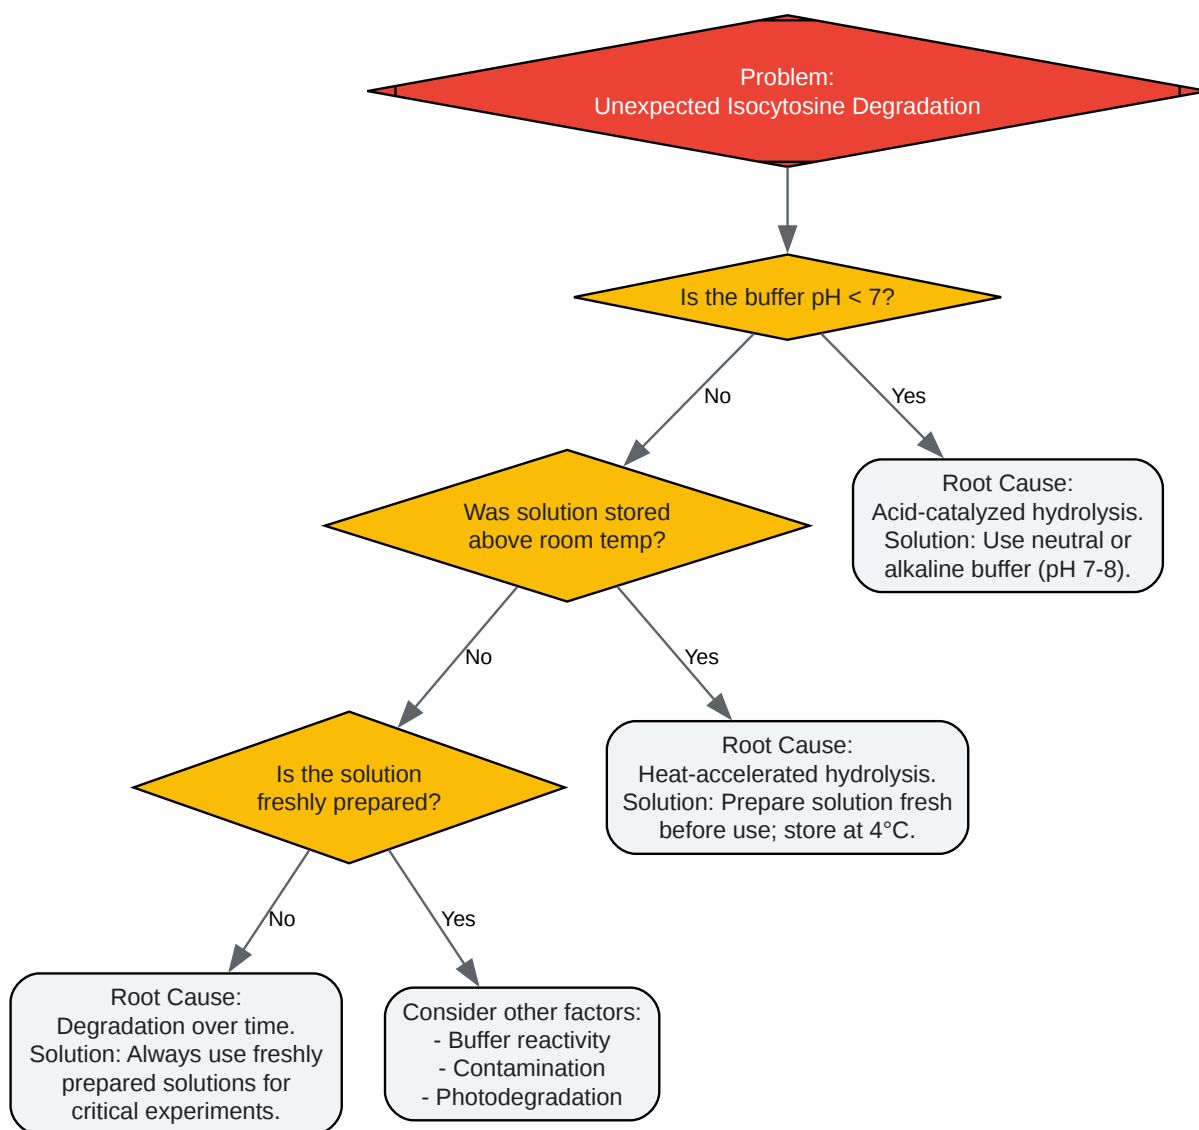 Problem:
Unexpected Isocytosine Degradation
Is the buffer pH < 7?
No
Yes
Was solution stored
above room temp?
Root Cause:
Acid-catalyzed hydrolysis.
Solution: Use neutral or
alkaline buffer (pH 7-8).
No
Yes
Is the solution
freshly prepared?
Root Cause:
Heat-accelerated hydrolysis.
Solution: Prepare solution fresh
before use; store at 4°C.
No
Yes
Root Cause:
Degradation over time.
Solution: Always use freshly
prepared solutions for
critical experiments.
Consider other factors:
- Buffer reactivity
- Contamination
- Photodegradation